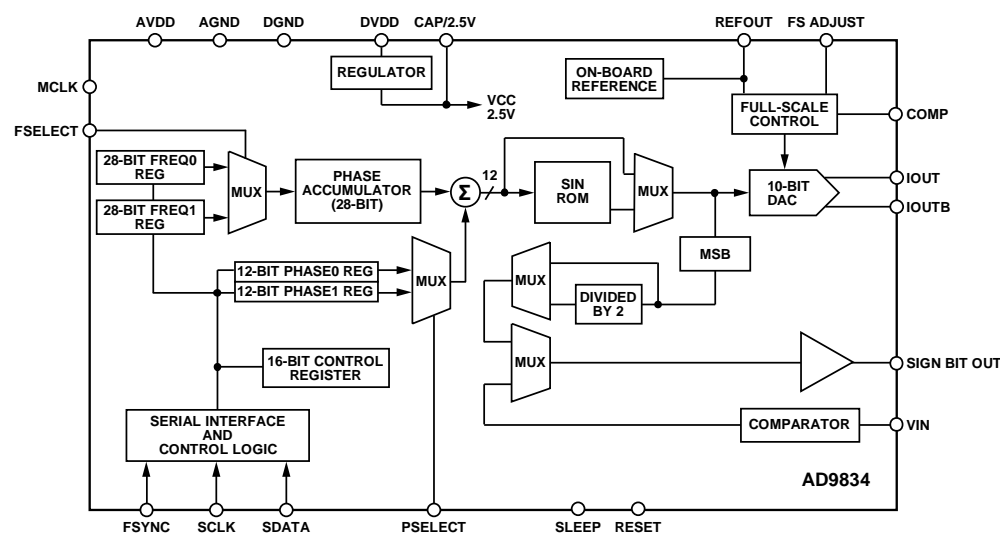 AVDD AGND DGND DVDD CAP/2.5V REFOUT FS ADJUST
MCLK
FSELECT
REGULATOR
VCC
2.5V
ON-BOARD
REFERENCE
FULL-SCALE
CONTROL
COMP
28-BIT FREQ0
REG
28-BIT FREQ1
REG
MUX
PHASE
ACCUMULATOR
(28-BIT)
Σ
12
SIN
ROM
MUX
10-BIT
DAC
IOUT
IOUTB
MSB
12-BIT PHASE0 REG
12-BIT PHASE1 REG
MUX
MUX
DIVIDED
BY 2
MUX
SIGN BIT OUT
16-BIT CONTROL
REGISTER
SERIAL INTERFACE
AND
CONTROL LOGIC
COMPARATOR
VIN
AD9834
FSYNC SCLK SDATA PSELECT SLEEP RESET